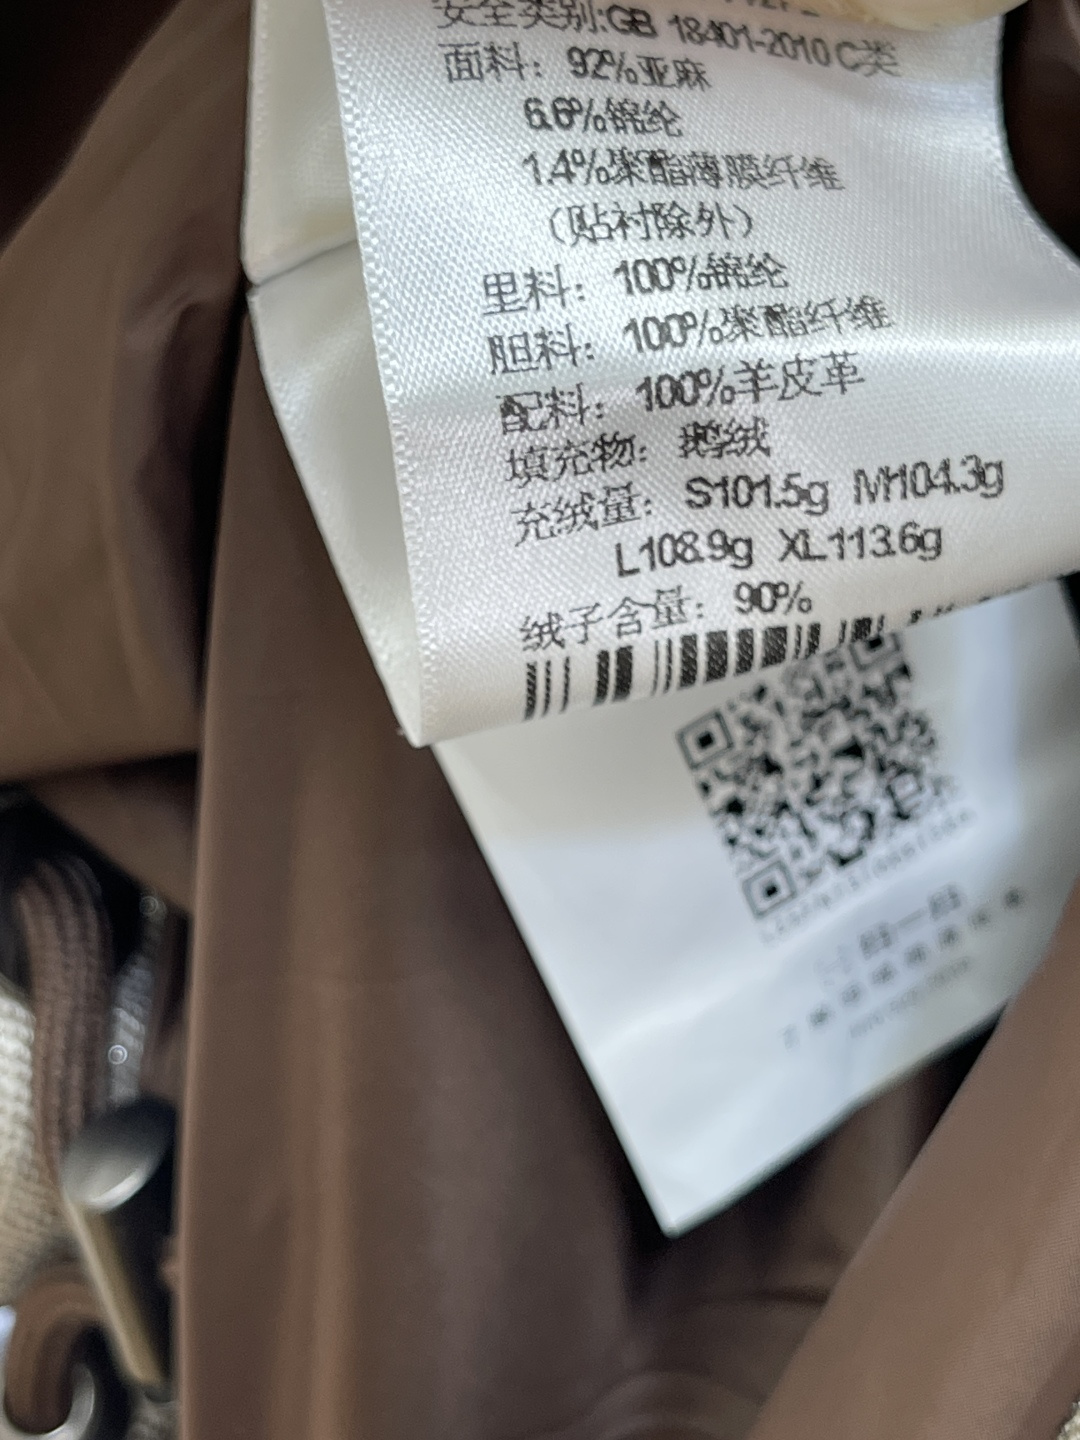 安全类别:GB 18401-2010 C类
面料：92%亚麻
6.6%锦纶
1.4%聚酯薄膜纤维
（贴衬除外）
里料：100%锦纶
胆料：100%聚酯纤维
配料：100%羊皮革
填充物：鹅绒
充绒量：S101.5g M104.3g
L108.9g XL113.6g
绒子含量：90%